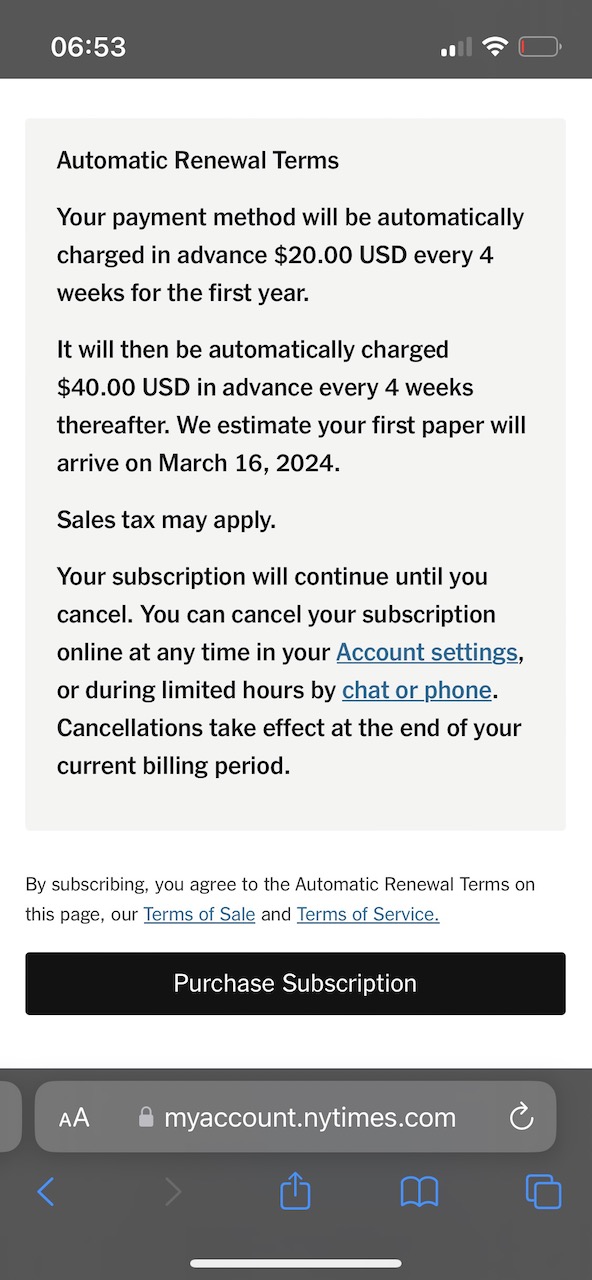 06:53
Automatic Renewal Terms
Your payment method will be automatically
charged in advance $20.00 USD every 4
weeks for the first year.
It will then be automatically charged
$40.00 USD in advance every 4 weeks
thereafter. We estimate your first paper will
arrive on March 16, 2024.
Sales tax may apply.
Your subscription will continue until you
cancel. You can cancel your subscription
online at any time in your Account settings,
or during limited hours by chat or phone.
Cancellations take effect at the end of your
current billing period.
By subscribing, you agree to the Automatic Renewal Terms on
this page, our Terms of Sale and Terms of Service.
Purchase Subscription
AA myaccount.nytimes.com